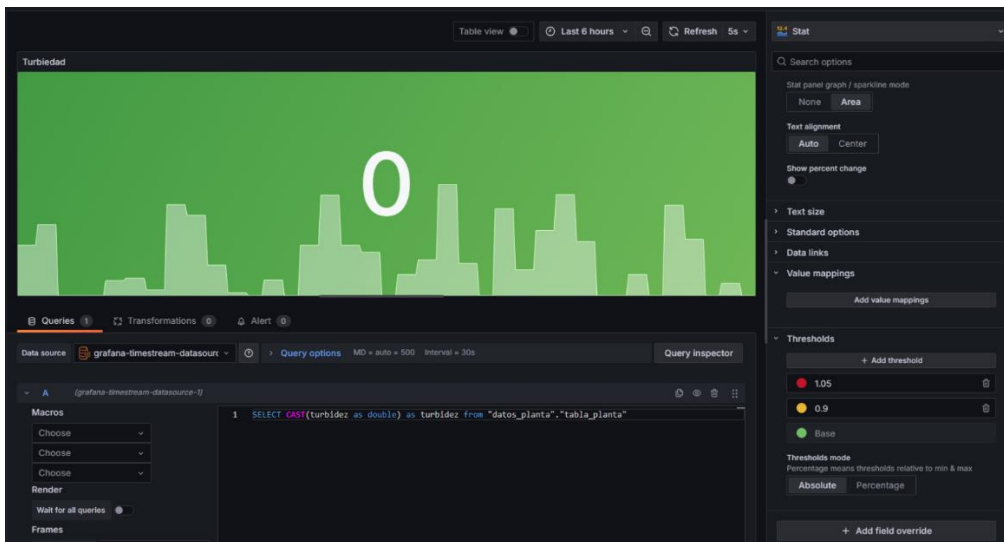 Table view
Last 6 hours
Refresh 5s
Turbiedad
0
Queries 1
Transformations 0
Alert 0
Data source
grafana-timestream-datasourc
Query options
MD = auto = 500
Interval = 30s
Query inspector
A
(grafana-timestream-datasource-1)
Macros
Choose
Choose
Choose
Render
Wait for all queries
Frames
1 SELECT CAST(turbidez as double) as turbidez from "datos_planta"."tabla_planta"
Stat
Search options
Stat panel graph / sparkline mode
None Area
Text alignment
Auto Center
Show percent change
Text size
Standard options
Data links
Value mappings
Add value mappings
Thresholds
+ Add threshold
1.05
0.9
Base
Thresholds mode
Percentage means thresholds relative to min & max
Absolute Percentage
+ Add field override